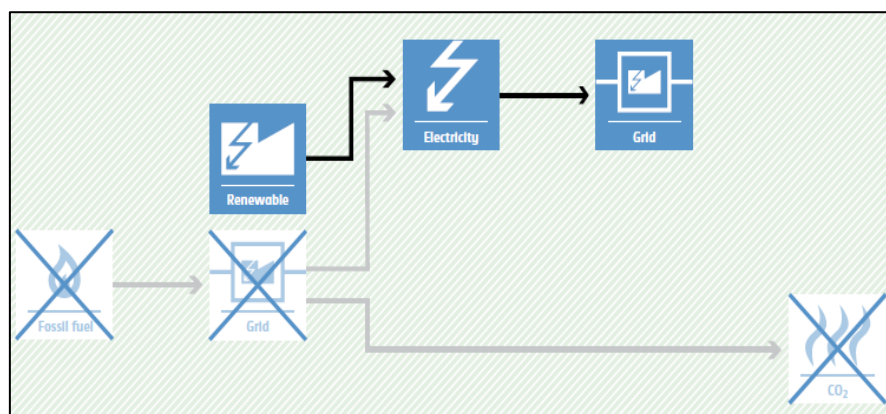 Electricity
Grid
Renewable
Fossil fuel
Grid
CO₂